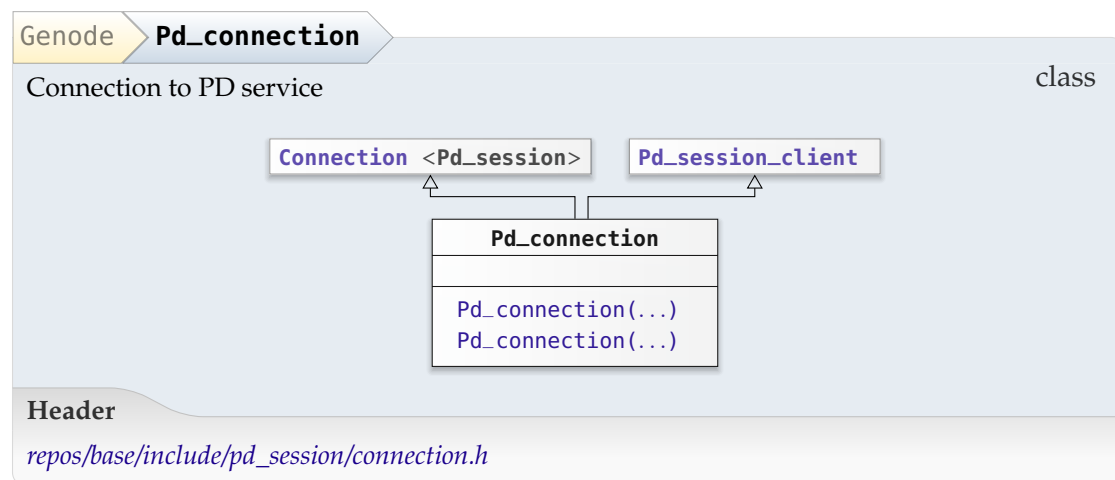 Genode Pd_connection
Connection to PD service
class
Connection <Pd_session>
Pd_session_client
Pd_connection
Pd_connection(...)
Pd_connection(...)
Header
repos/base/include/pd_session/connection.h